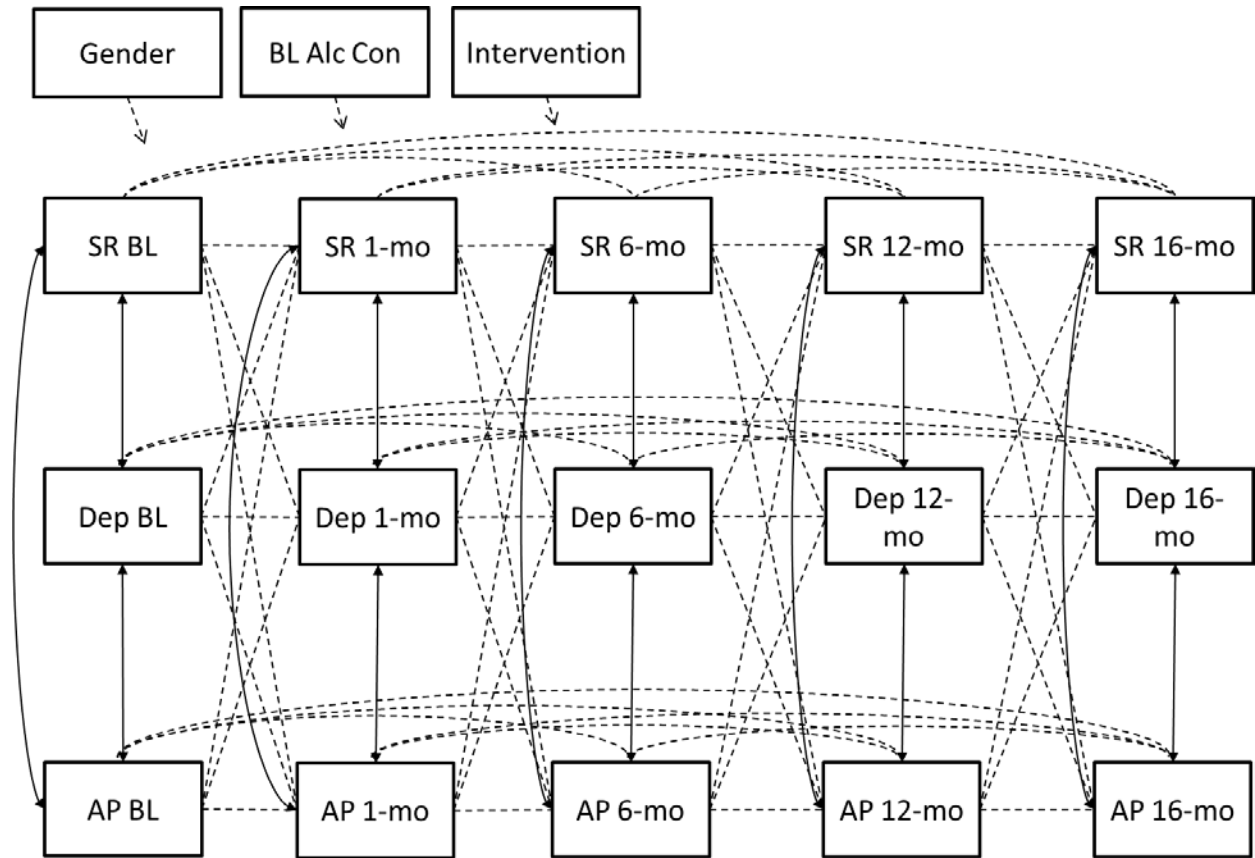 Gender
BL Alc Con
Intervention
SR BL
SR 1-mo
SR 6-mo
SR 12-mo
SR 16-mo
Dep BL
Dep 1-mo
Dep 6-mo
Dep 12-
mo
Dep 16-
mo
AP BL
AP 1-mo
AP 6-mo
AP 12-mo
AP 16-mo